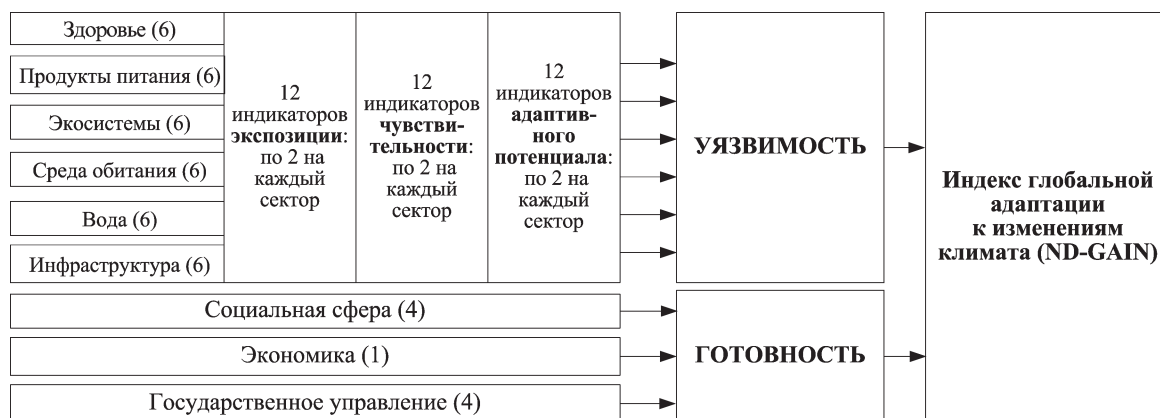 Здоровье (6)
Продукты питания (6)
Экосистемы (6)
Среда обитания (6)
Вода (6)
Инфраструктура (6)
12
индикаторов
экспозиции:
по 2 на
каждый
сектор
12
индикаторов
чувстви-
тельности:
по 2 на
каждый
сектор
12
индикаторов
адаптив-
ного
потенциала:
по 2 на
каждый
сектор
УЯЗВИМОСТЬ
Социальная сфера (4)
Экономика (1)
Государственное управление (4)
ГОТОВНОСТЬ
Индекс глобальной
адаптации
к изменениям
климата (ND-GAIN)